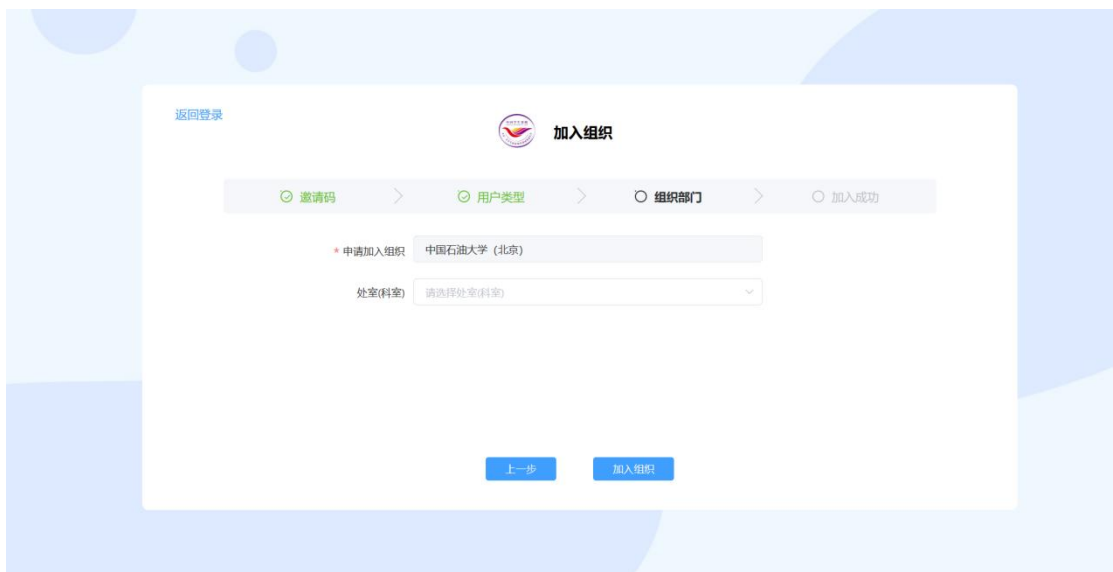 返回登录
加入组织
邀请码 用户类型 组织部门 加入成功
* 申请加入组织 中国石油大学（北京）
处室(科室) 请选择处室(科室)
上一步 加入组织